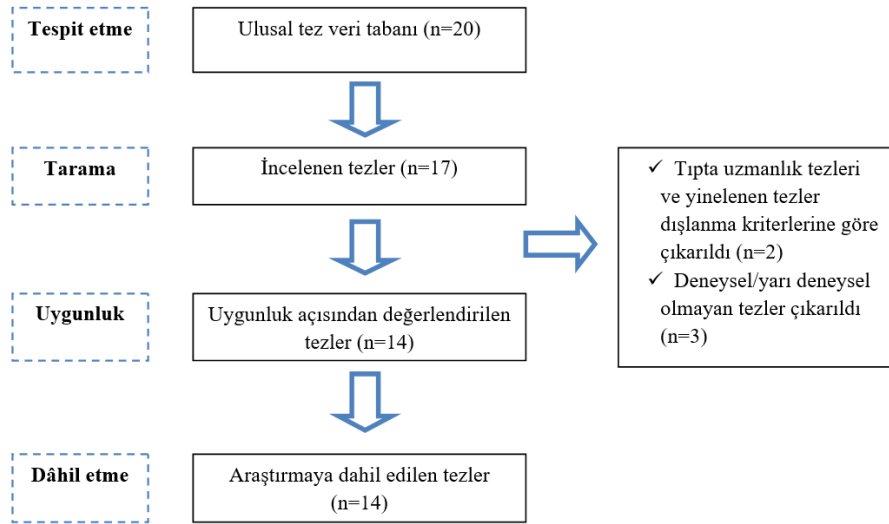 Tespit etme
Ulusal tez veri tabanı (n=20)
Tarama
İncelenen tezler (n=17)
✓ Tıpta uzmanlık tezleri
ve yinelenen tezler
dışlanma kriterlerine göre
çıkarıldı (n=2)
✓ Deneysel/yarı deneysel
olmayan tezler çıkarıldı
(n=3)
Uygunluk
Uygunluk açısından değerlendirilen
tezler (n=14)
Dâhil etme
Araştırmaya dahil edilen tezler
(n=14)